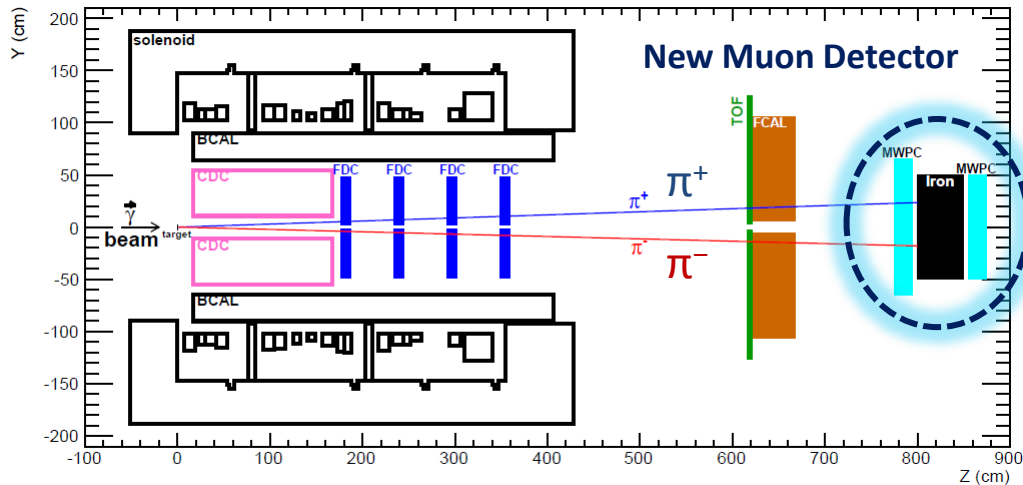 Y (cm)
200
150
100
50
0
-50
-100
-150
-200
solenoid
New Muon Detector
BCAL
TOF
FCAL
MWPC
MWPC
Iron
CDC
FDC
FDC
FDC
FDC
γ
beam
target
π+
π+
π-
π-
CDC
BCAL
-100
0
100
200
300
400
500
600
700
800
900
Z (cm)